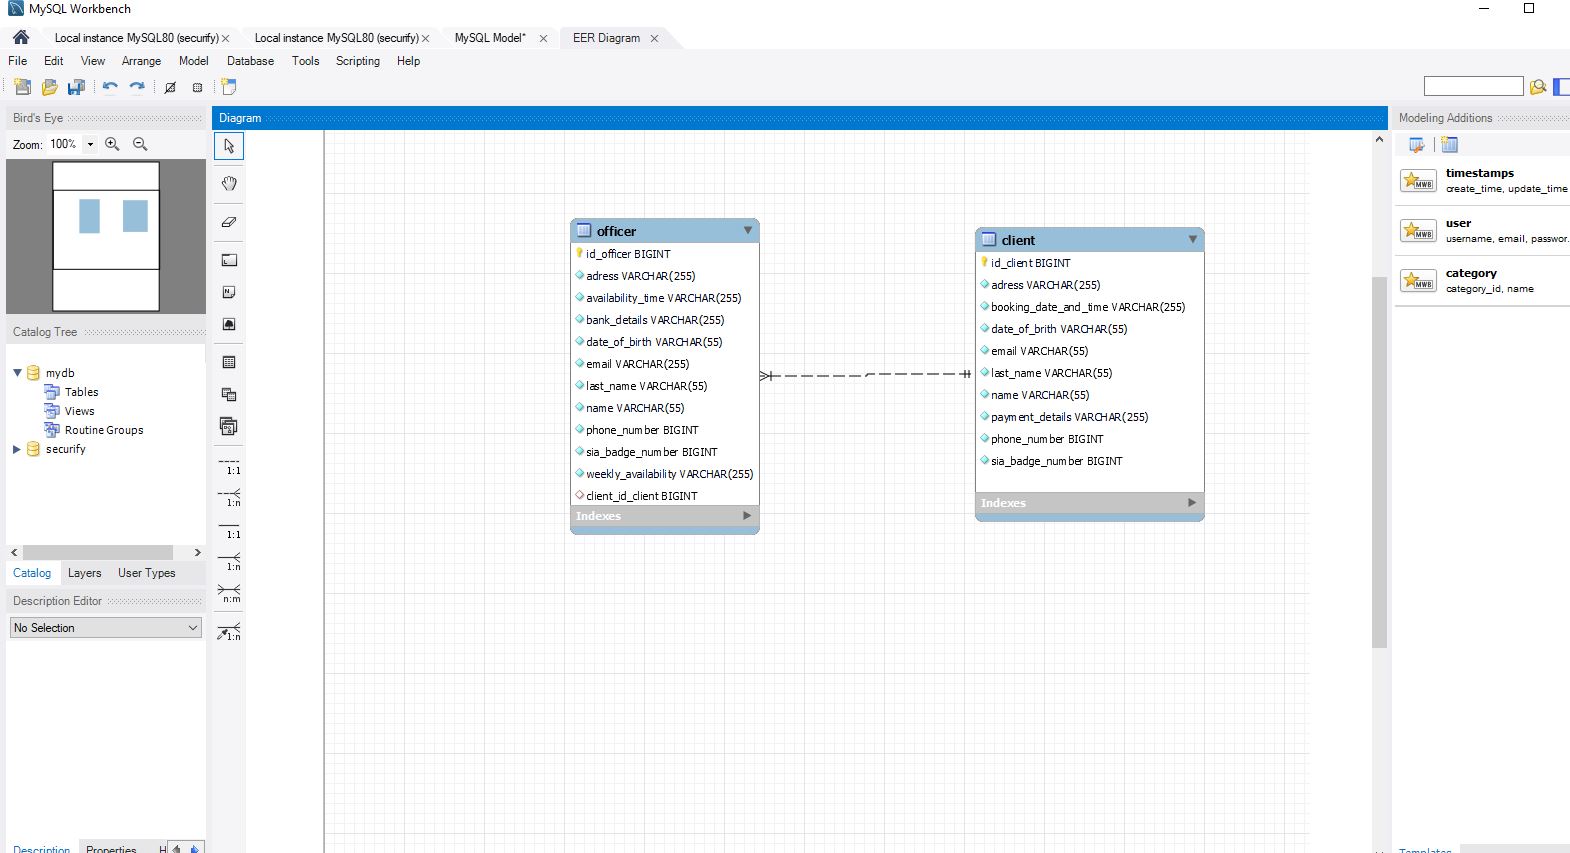 MySQL Workbench
Local instance MySQL80 (securify) Local instance MySQL80 (securify) MySQL Model* EER Diagram
File Edit View Arrange Model Database Tools Scripting Help
Bird's Eye
Zoom: 100%
Catalog Tree
mydb
Tables
Views
Routine Groups
securify
Catalog Layers User Types
Description Editor
No Selection
Description Properties H
Diagram
1:1
1:n
1:1
1:n
n:m
1:n
officer
id_officer BIGINT
adress VARCHAR(255)
availability_time VARCHAR(255)
bank_details VARCHAR(255)
date_of_birth VARCHAR(55)
email VARCHAR(255)
last_name VARCHAR(55)
name VARCHAR(55)
phone_number BIGINT
sia_badge_number BIGINT
weekly_availability VARCHAR(255)
client_id_client BIGINT
Indexes
client
id_client BIGINT
adress VARCHAR(255)
booking_date_and_time VARCHAR(255)
date_of_brith VARCHAR(55)
email VARCHAR(55)
last_name VARCHAR(55)
name VARCHAR(55)
payment_details VARCHAR(255)
phone_number BIGINT
sia_badge_number BIGINT
Indexes
Modeling Additions
MWB
timestamps
create_time, update_time
MWB
user
username, email, passwor.
MWB
category
category_id, name
Templates